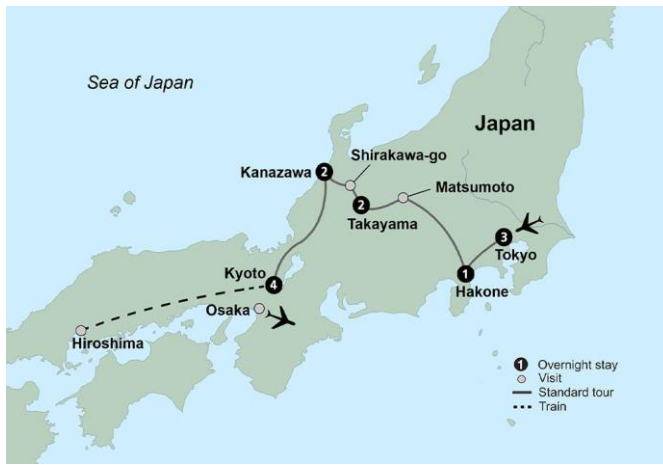 Sea of Japan
Japan
Shirakawa-go
Kanazawa
2
Matsumoto
2
Takayama
3
Tokyo
Kyoto
1
4
Hakone
Osaka
Hiroshima
1 Overnight stay
Visit
Standard tour
Train